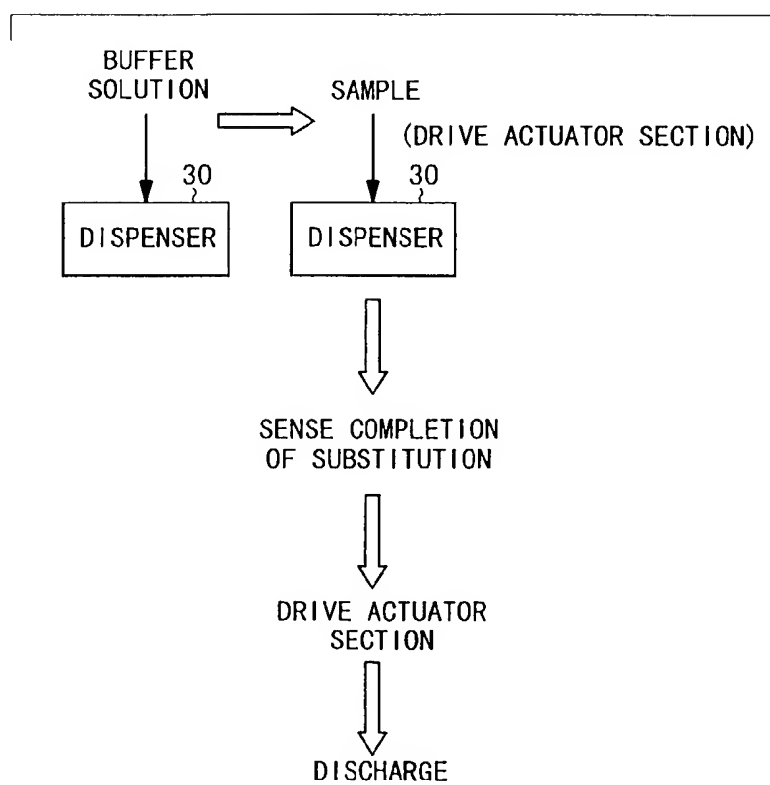 BUFFER
SOLUTION
SAMPLE
(DRIVE ACTUATOR SECTION)
30
30
DISPENSER
DISPENSER
SENSE COMPLETION
OF SUBSTITUTION
DRIVE ACTUATOR
SECTION
DISCHARGE